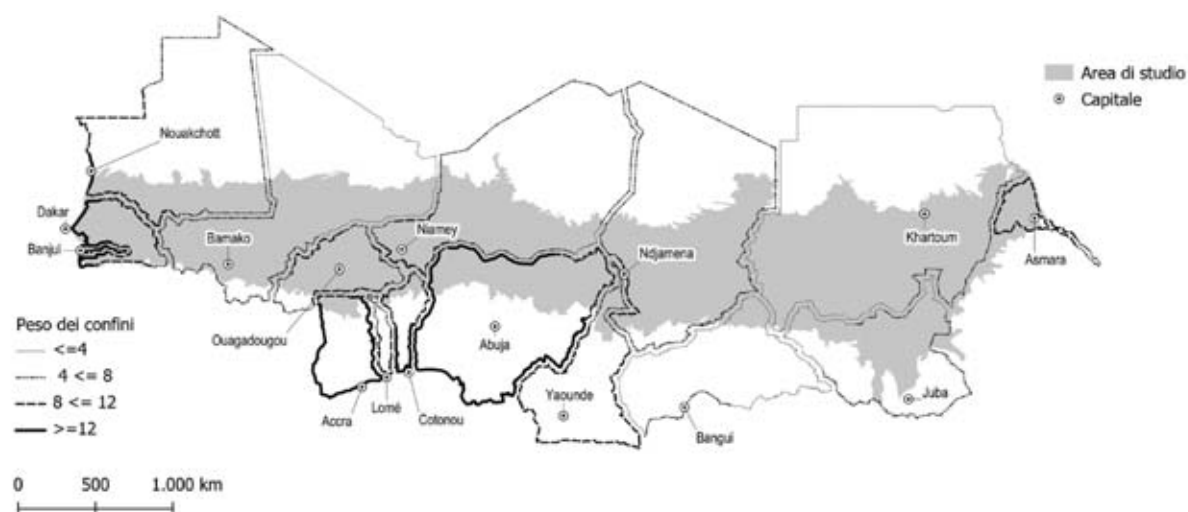 Area di studio
Capitale
Nouakchott
Dakar
Banjul
Bamako
Niamey
Ndjamena
Khartoum
Asmara
Ouagadougou
Abuja
Yaounde
Juba
Accra
Lomé
Cotonou
Bangui
Peso dei confini
<=4
4 <= 8
8 <= 12
>=12
0 500 1.000 km